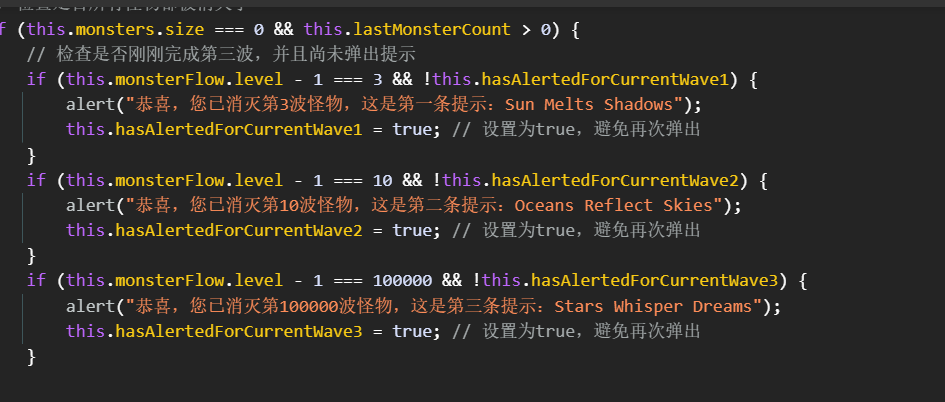 f (this.monsters.size === 0 && this.lastMonsterCount > 0) {
// 检查是否刚刚完成第三波，并且尚未弹出提示
if (this.monsterFlow.level - 1 === 3 && !this.hasAlertedForCurrentWave1) {
alert("恭喜，您已消灭第3波怪物，这是第一条提示：Sun Melts Shadows");
this.hasAlertedForCurrentWave1 = true; // 设置为true，避免再次弹出
}
if (this.monsterFlow.level - 1 === 10 && !this.hasAlertedForCurrentWave2) {
alert("恭喜，您已消灭第10波怪物，这是第二条提示：Oceans Reflect Skies");
this.hasAlertedForCurrentWave2 = true; // 设置为true，避免再次弹出
}
if (this.monsterFlow.level - 1 === 100000 && !this.hasAlertedForCurrentWave3) {
alert("恭喜，您已消灭第100000波怪物，这是第三条提示：Stars Whisper Dreams");
this.hasAlertedForCurrentWave3 = true; // 设置为true，避免再次弹出
}